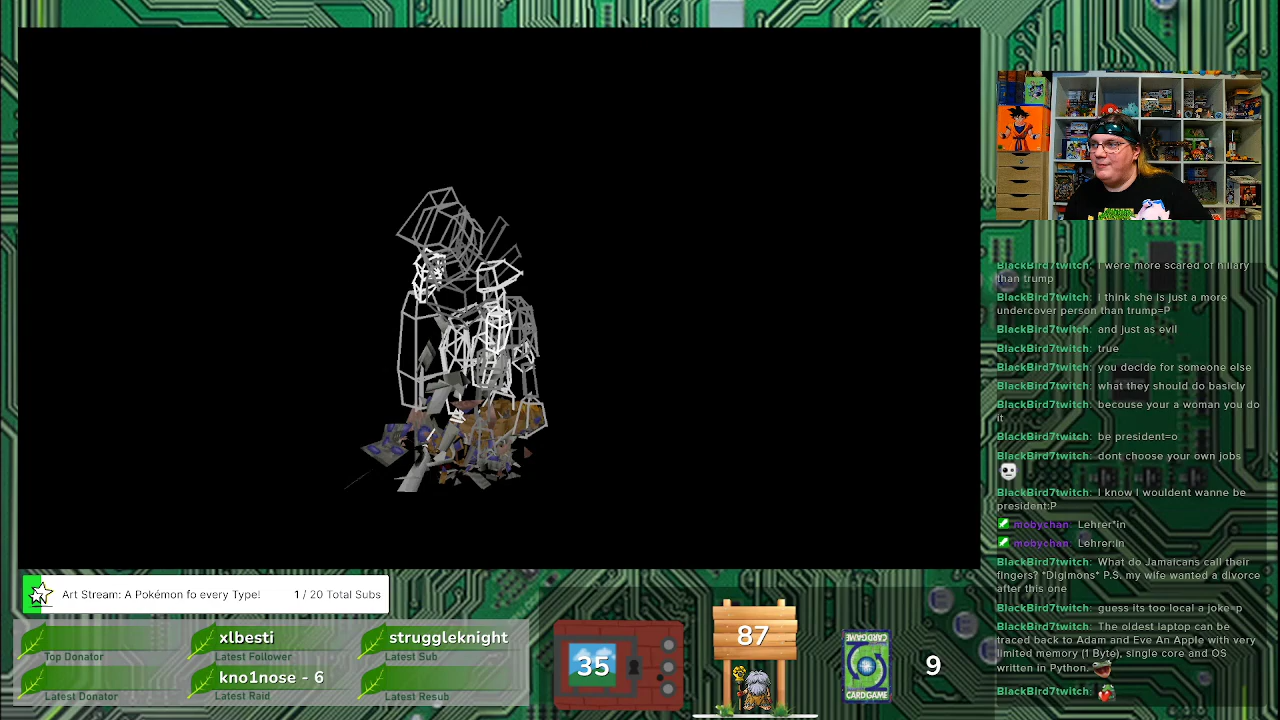 BlackBird7twitch: I were more scared of hillary
than trump
BlackBird7twitch: I think she is just a more
undercover person than trump=P
BlackBird7twitch: and just as evil
BlackBird7twitch: true
BlackBird7twitch: you decide for someone else
BlackBird7twitch: what they should do basicly
BlackBird7twitch: becouse your a woman you do
it
BlackBird7twitch: be president=o
BlackBird7twitch: dont choose your own jobs
BlackBird7twitch: I know I wouldent wanne be
president:P
mobychan: Lehrer*in
mobychan: Lehrer:in
BlackBird7twitch: What do Jamaicans call their
fingers? *Digimons* P.S. my wife wanted a divorce
after this one
BlackBird7twitch: guess its too local a joke=p
BlackBird7twitch: The oldest laptop can be
traced back to Adam and Eve An Apple with very
limited memory (1 Byte), single core and OS
written in Python.
BlackBird7twitch:
Art Stream: A Pokémon fo every Type! 1 / 20 Total Subs
Top Donator
xlbesti
Latest Follower
struggleknight
Latest Sub
Latest Donator
kno1nose - 6
Latest Raid
Latest Resub
35
87
CARDGAME
CARDGAME
9